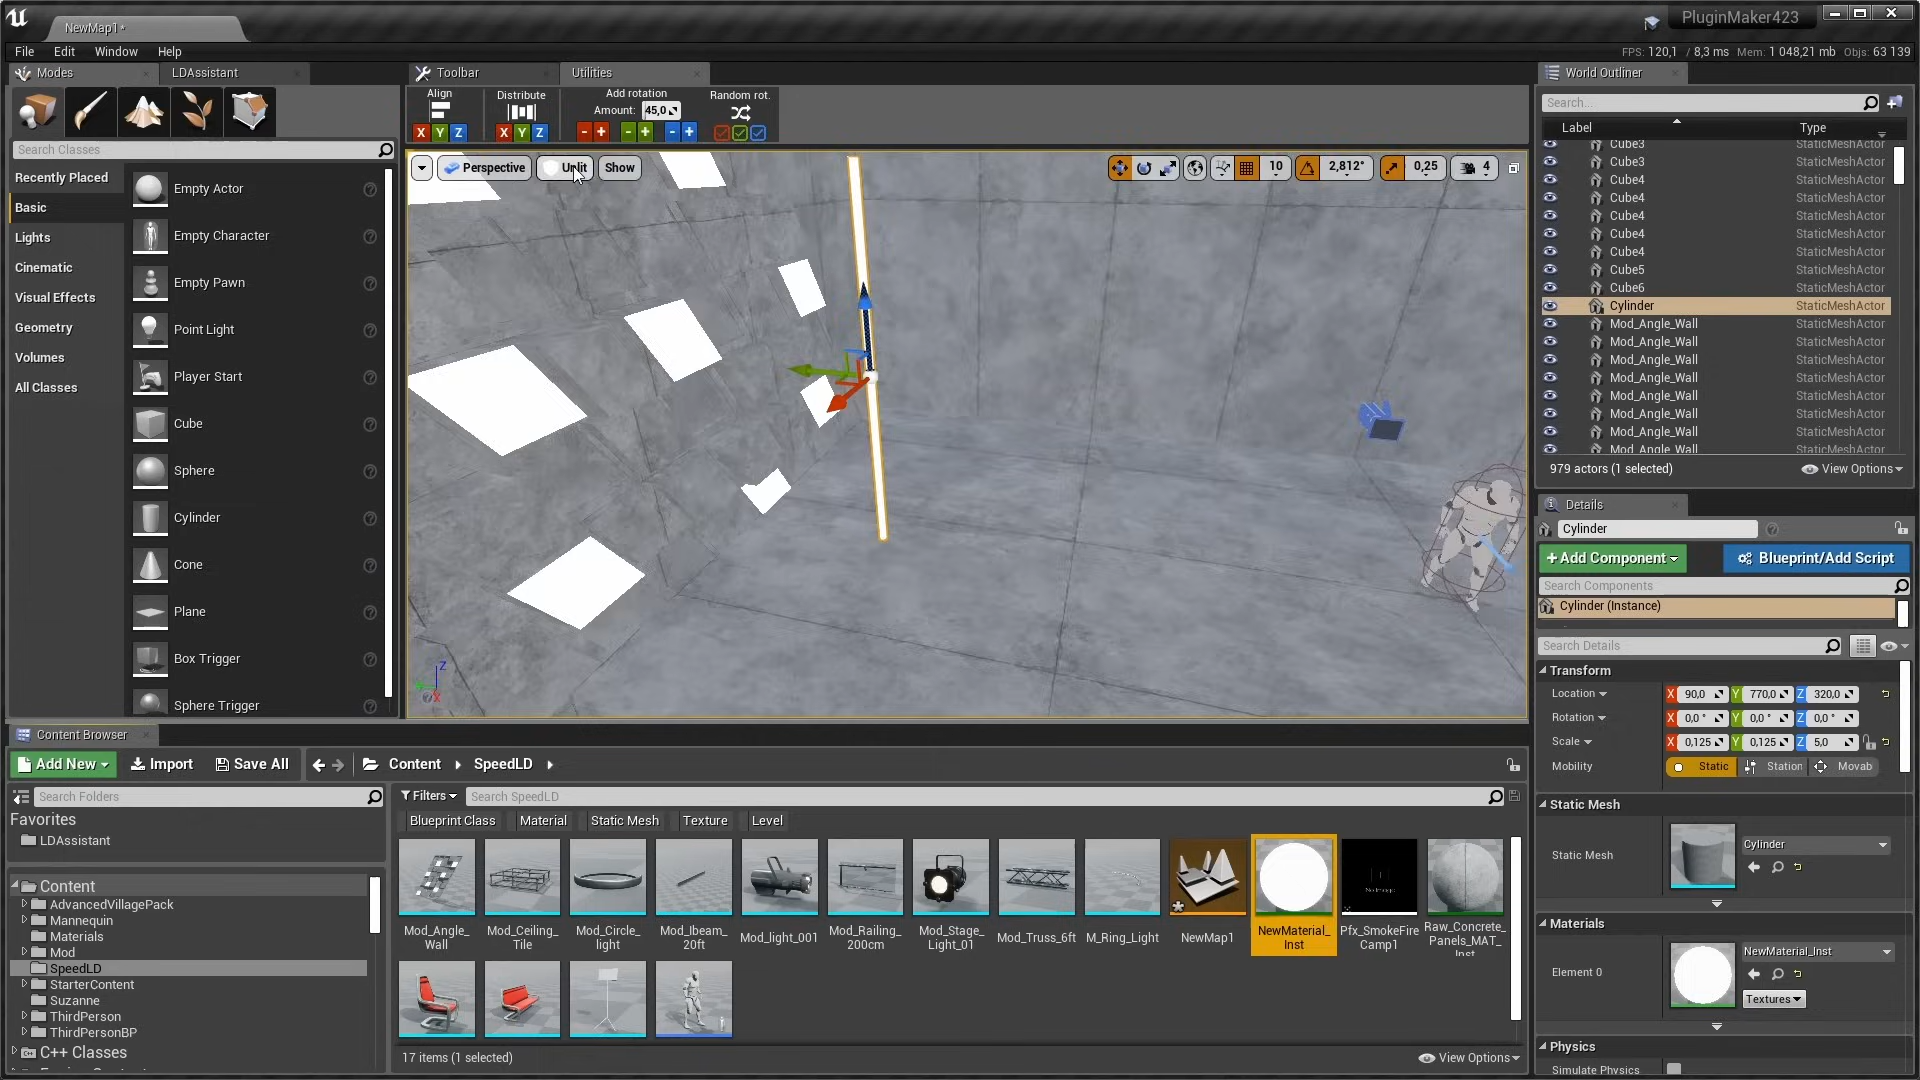 NewMap1*
PluginMaker423
File Edit Window Help
FPS: 120,1 / 8,3 ms Mem: 1 048,21 mb Objs: 63 139
Modes
LDAssistant
Toolbar
Utilities
World Outliner
Align
X Y Z
Distribute
X Y Z
Add rotation
Amount: 45,0
- + - + - +
Random rot.
Search Classes
Recently Placed
Basic
Lights
Cinematic
Visual Effects
Geometry
Volumes
All Classes
Empty Actor
Empty Character
Empty Pawn
Point Light
Player Start
Cube
Sphere
Cylinder
Cone
Plane
Box Trigger
Sphere Trigger
Perspective
Unlit
Show
10
2,812°
0,25
4
Z
X
Search...
Label Type
Cube3
Cube3 StaticMeshActor
Cube4 StaticMeshActor
Cube4 StaticMeshActor
Cube4 StaticMeshActor
Cube4 StaticMeshActor
Cube4 StaticMeshActor
Cube5 StaticMeshActor
Cube6 StaticMeshActor
Cylinder StaticMeshActor
Mod_Angle_Wall StaticMeshActor
Mod_Angle_Wall StaticMeshActor
Mod_Angle_Wall StaticMeshActor
Mod_Angle_Wall StaticMeshActor
Mod_Angle_Wall StaticMeshActor
Mod_Angle_Wall StaticMeshActor
Mod_Angle_Wall StaticMeshActor
Mod_Angle_Wall StaticMeshActor
979 actors (1 selected)
View Options
Details
Cylinder
+Add Component
Blueprint/Add Script
Search Components
Cylinder (Instance)
Search Details
Transform
Location X 90,0 Y 770,0 Z 320,0
Rotation X 0,0 ° Y 0,0 ° Z 0,0 °
Scale X 0,125 Y 0,125 Z 5,0
Mobility Static Station Movab
Static Mesh
Static Mesh
Cylinder
Materials
Element 0
NewMaterial_Inst
Textures
Physics
Simulate Physics
Content Browser
Add New
Import
Save All
Content
SpeedLD
Search Folders
Favorites
LDAssistant
Content
AdvancedVillagePack
Mannequin
Materials
Mod
SpeedLD
StarterContent
Suzanne
ThirdPerson
ThirdPersonBP
C++ Classes
Filters
Search SpeedLD
Blueprint Class
Material
Static Mesh
Texture
Level
Mod_Angle_
Wall
Mod_Ceiling_
Tile
Mod_Circle_
light
Mod_Ibeam_
20ft
Mod_light_001
Mod_Railing_
200cm
Mod_Stage_
Light_01
Mod_Truss_6ft
M_Ring_Light
NewMap1
NewMaterial_
Inst
Pfx_SmokeFire
Camp1
Raw_Concrete_
Panels_MAT_
Inst
17 items (1 selected)
View Options